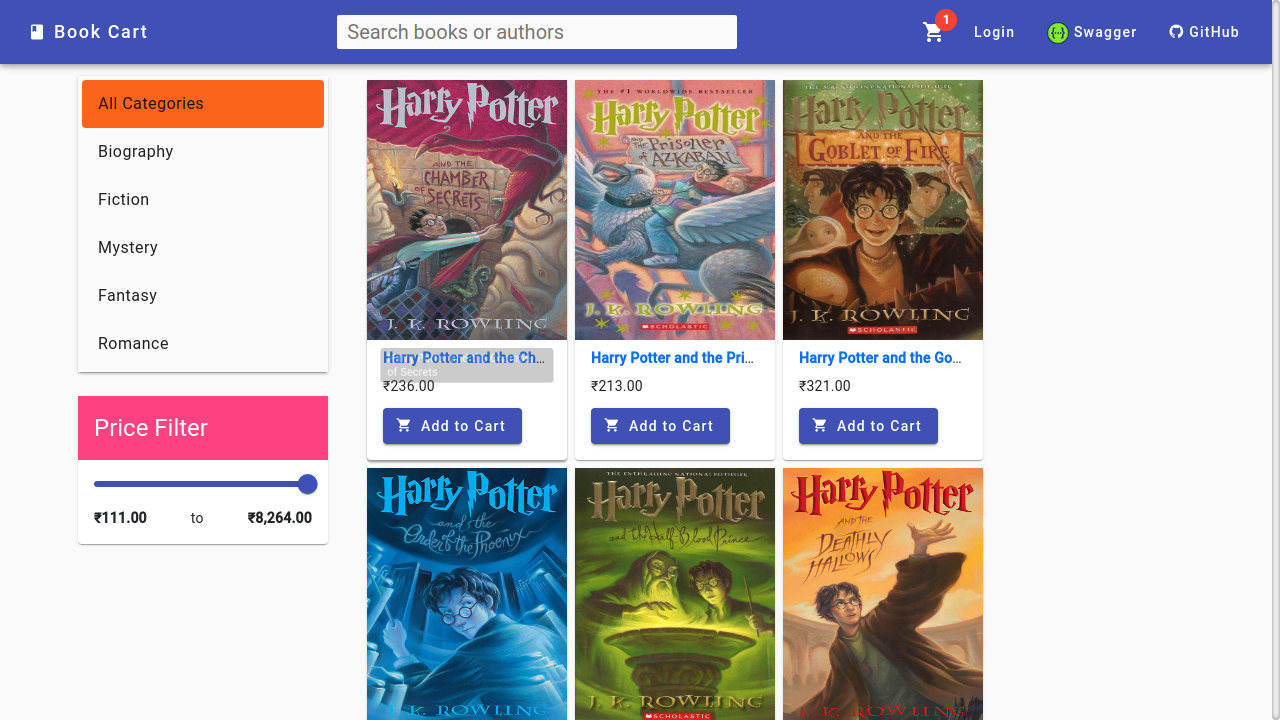 Book Cart
Search books or authors
1
Login
Swagger
GitHub
All Categories
Biography
Fiction
Mystery
Fantasy
Romance
Price Filter
₹111.00 to ₹8,264.00
Harry Potter
AND THE
CHAMBER
OF SECRETS
J. K. ROWLING
Harry Potter and the Ch...
of Secrets
₹236.00
Add to Cart
THE #1 WORLDWIDE BESTSELLER
Harry Potter
AND THE Prisoner
of AZKABAN
J. K. ROWLING
SCHOLASTIC
Harry Potter and the Pri...
₹213.00
Add to Cart
THE #1 INTERNATIONAL BESTSELLER
Harry Potter
AND THE
GOBLET OF FIRE
J. K. ROWLING
SCHOLASTIC
Harry Potter and the Go...
₹321.00
Add to Cart
Harry Potter
and the
Order of the Phoenix
J. K. ROWLING
Harry Potter
and the Half-Blood Prince
J. K. ROWLING
SCHOLASTIC
Harry Potter
AND THE
DEATHLY
HALLOWS
J. K. ROWLING